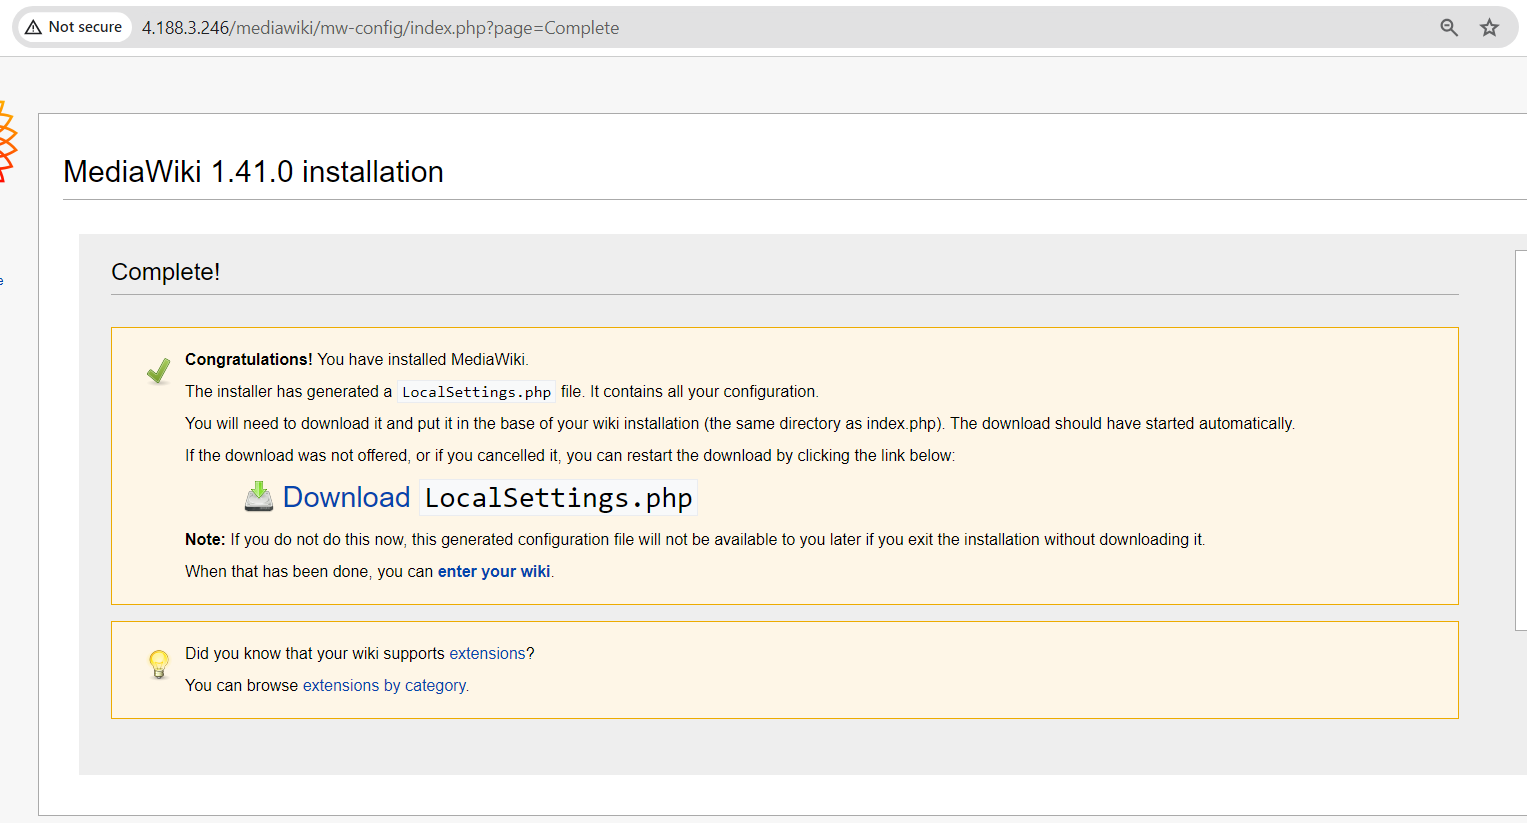 Not secure 4.188.3.246/mediawiki/mw-config/index.php?page=Complete
MediaWiki 1.41.0 installation
Complete!
e
Congratulations! You have installed MediaWiki.
The installer has generated a LocalSettings.php file. It contains all your configuration.
You will need to download it and put it in the base of your wiki installation (the same directory as index.php). The download should have started automatically.
If the download was not offered, or if you cancelled it, you can restart the download by clicking the link below:
Download LocalSettings.php
Note: If you do not do this now, this generated configuration file will not be available to you later if you exit the installation without downloading it.
When that has been done, you can enter your wiki.
Did you know that your wiki supports extensions?
You can browse extensions by category.